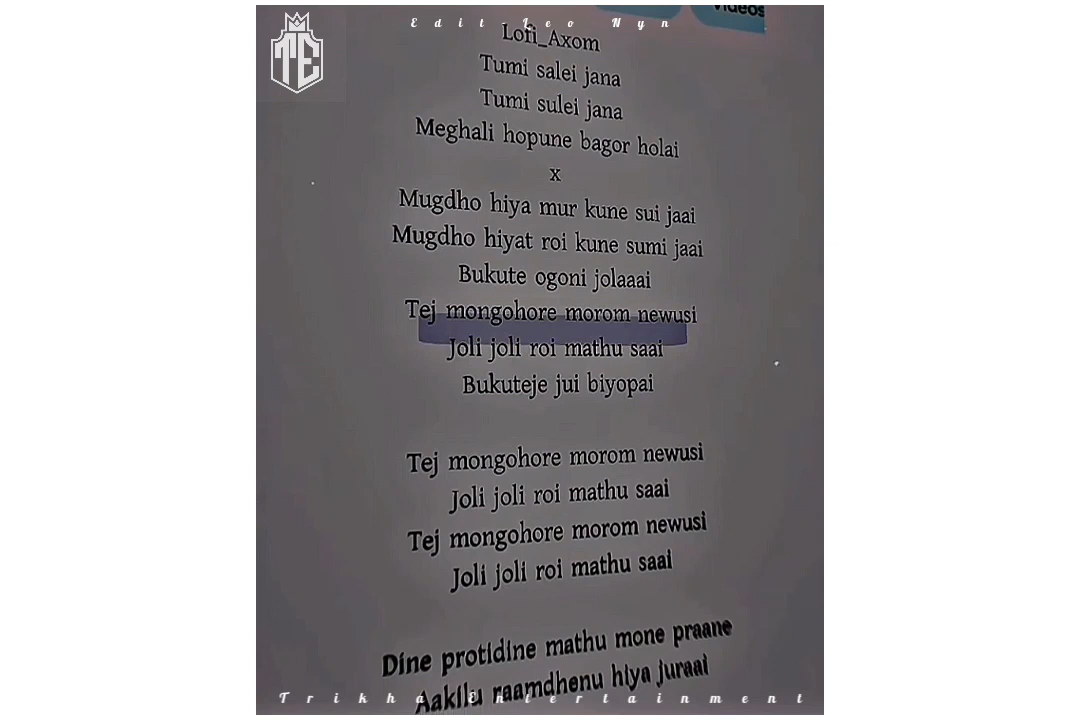 Videos
Edit-Leo Nyn
TE
Lofi_Axom
Tumi salei jana
Tumi sulei jana
Meghali hopune bagor holai
x
Mugdho hiya mur kune sui jaai
Mugdho hiyat roi kune sumi jaai
Bukute ogoni jolaaai
Tej mongohore morom newusi
Joli joli roi mathu saai
Bukuteje jui biyopai
Tej mongohore morom newusi
Joli joli roi mathu saai
Tej mongohore morom newusi
Joli joli roi mathu saai
Dine protidine mathu mone praane
Aakilu raamdhenu hiya juraai
Trikha Entertainment